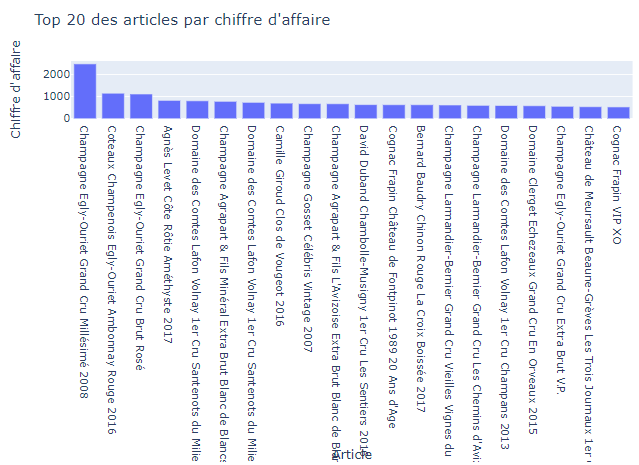 Top 20 des articles par chiffre d'affaire
Chiffre d'affaire
2000
1000
0
Champagne Egly-Ouriet Grand Cru Millésimé 2008
Coteaux Champenois Egly-Ouriet Ambonnay Rouge 2016
Champagne Egly-Ouriet Grand Cru Brut Rosé
Agnès Levet Côte Rôtie Améthyste 2017
Domaine des Comtes Lafon Volnay 1er Cru Santenots du Milie
Champagne Agrapart & Fils Minéral Extra Brut Blanc de Blancs
Domaine des Comtes Lafon Volnay 1er Cru Santenots du Milie
Camille Giroud Clos de Vougeot 2016
Champagne Gosset Célébris Vintage 2007
Champagne Agrapart & Fils L'Avizoise Extra Brut Blanc de Blan
David Duband Chambolle-Musigny 1er Cru Les Sentiers 2014
Cognac Frapin Château de Fontpinot 1989 20 Ans d'Age
Bernard Baudry Chinon Rouge La Croix Boissée 2017
Champagne Larmandier-Bernier Grand Cru Vieilles Vignes du
Champagne Larmandier-Bernier Grand Cru Les Chemins d'Aviz
Domaine des Comtes Lafon Volnay 1er Cru Champans 2013
Domaine Clerget Echezeaux Grand Cru En Orveaux 2015
Champagne Egly-Ouriet Grand Cru Extra Brut V.P.
Château de Meursault Beaune-Grèves Les Trois Journaux 1er
Cognac Frapin VIP XO
Article